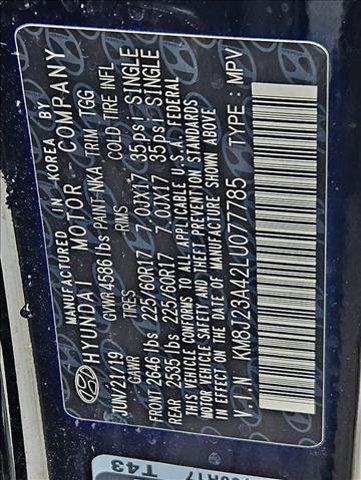 MANUFACTURED IN KOREA BY
HYUNDAI MOTOR COMPANY
JUN/21/19 GVWR 4586 lbs PAINT NKA TRIM TGG
GAWR TIRES RIMS COLD TIRE INFL
FRONT 2646 lbs 225/60R17 7.0JX17 35psi SINGLE
REAR 2535 lbs 225/60R17 7.0JX17 35psi SINGLE
THIS VEHICLE CONFORMS TO ALL APPLICABLE U.S.A. FEDERAL
MOTOR VEHICLE SAFETY AND THEFT PREVENTION STANDARDS
IN EFFECT ON THE DATE OF MANUFACTURE SHOWN ABOVE.
V.I.N : KM8J23A42LU077785 TYPE : MPV
T43